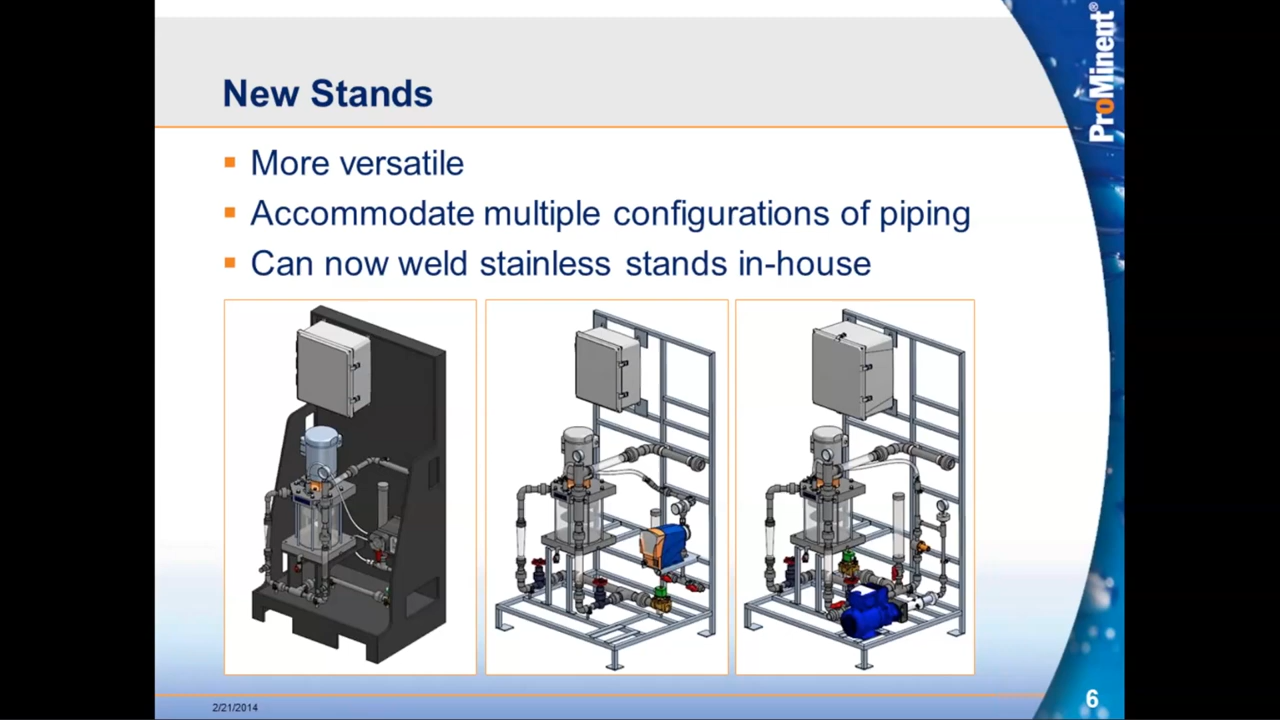 New Stands
▪ More versatile
▪ Accommodate multiple configurations of piping
▪ Can now weld stainless stands in-house
ProMinent®
2/21/2014
6